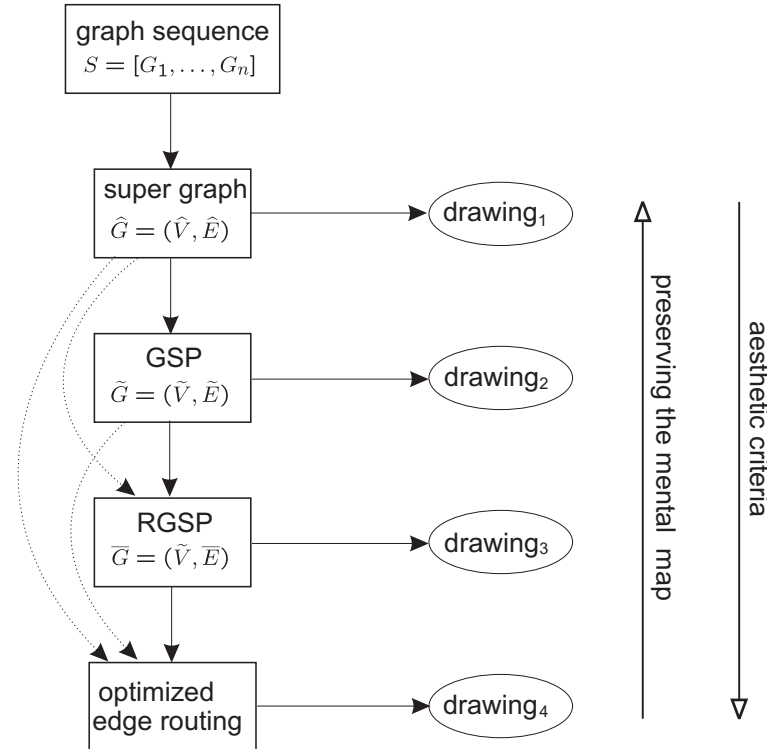 graph sequence
S = [G₁, . . . , Gₙ]
super graph
Ĝ = (V̂, Ê)
drawing₁
GSP
G̃ = (Ṽ, Ẽ)
drawing₂
RGSP
G̅ = (Ṽ, E̅)
drawing₃
optimized
edge routing
drawing₄
preserving the mental map
aesthetic criteria